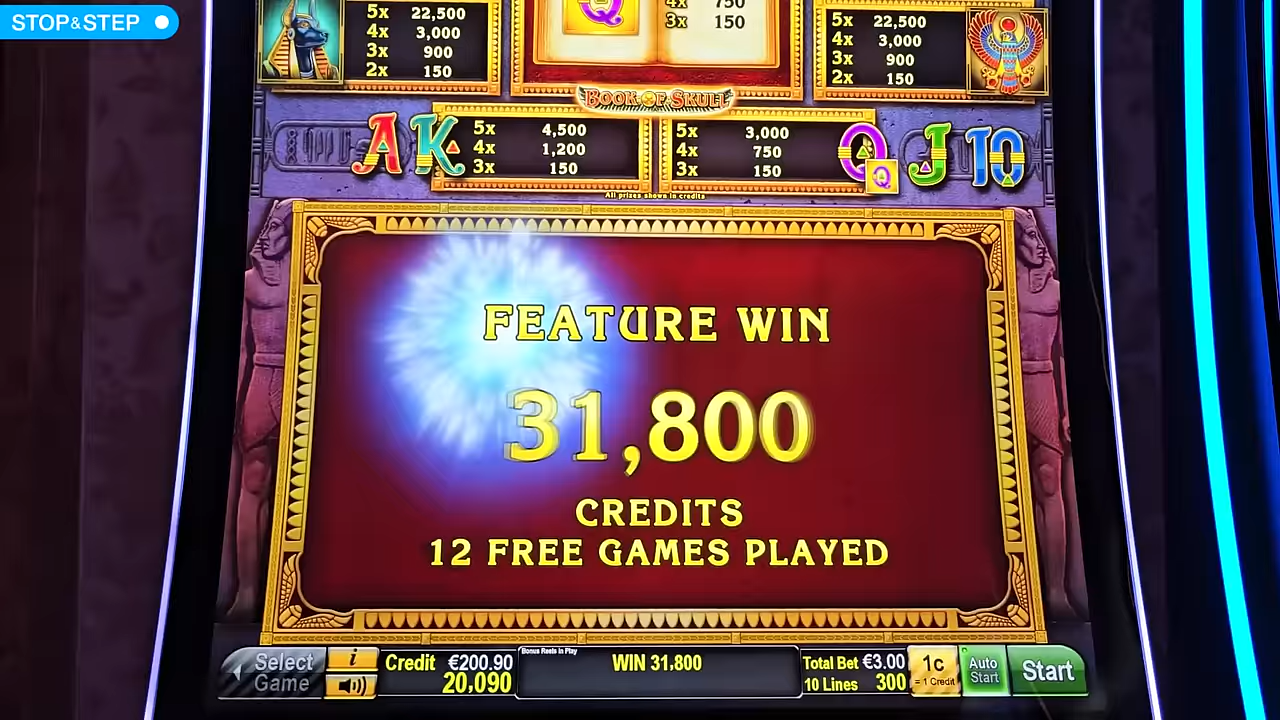 STOP&STEP
5x 22,500
4x 3,000
3x 900
2x 150
Q
4x 750
3x 150
5x 22,500
4x 3,000
3x 900
2x 150
BOOK OF SKULL
A K
5x 4,500
4x 1,200
3x 150
5x 3,000
4x 750
3x 150
Q J 10
Q
All prizes shown in credits
FEATURE WIN
31,800
CREDITS
12 FREE GAMES PLAYED
Select
Game
i
Credit €200.90
20,090
Bonus Reels in Play
WIN 31,800
Total Bet €3.00
10 Lines 300
1c
= 1 Credit
Auto
Start
Start